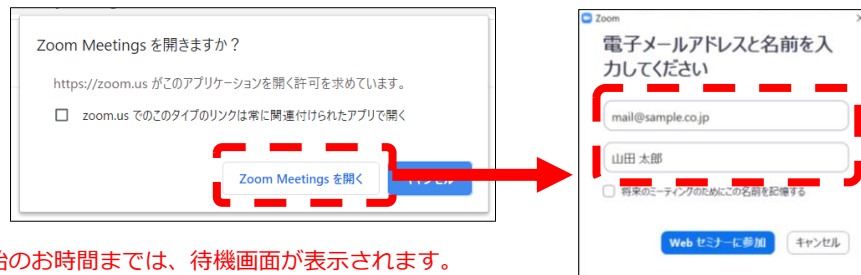 Zoom Meetings を開きますか？
https://zoom.us がこのアプリケーションを開く許可を求めています。
zoom.us でのこのタイプのリンクは常に関連付けられたアプリで開く
Zoom Meetings を開く
Zoom
電子メールアドレスと名前を入
力してください
mail@sample.co.jp
山田 太郎
将来のミーティングのためにこの名前を記憶する
Web セミナーに参加 キャンセル
のお時間までは、待機画面が表示されます。